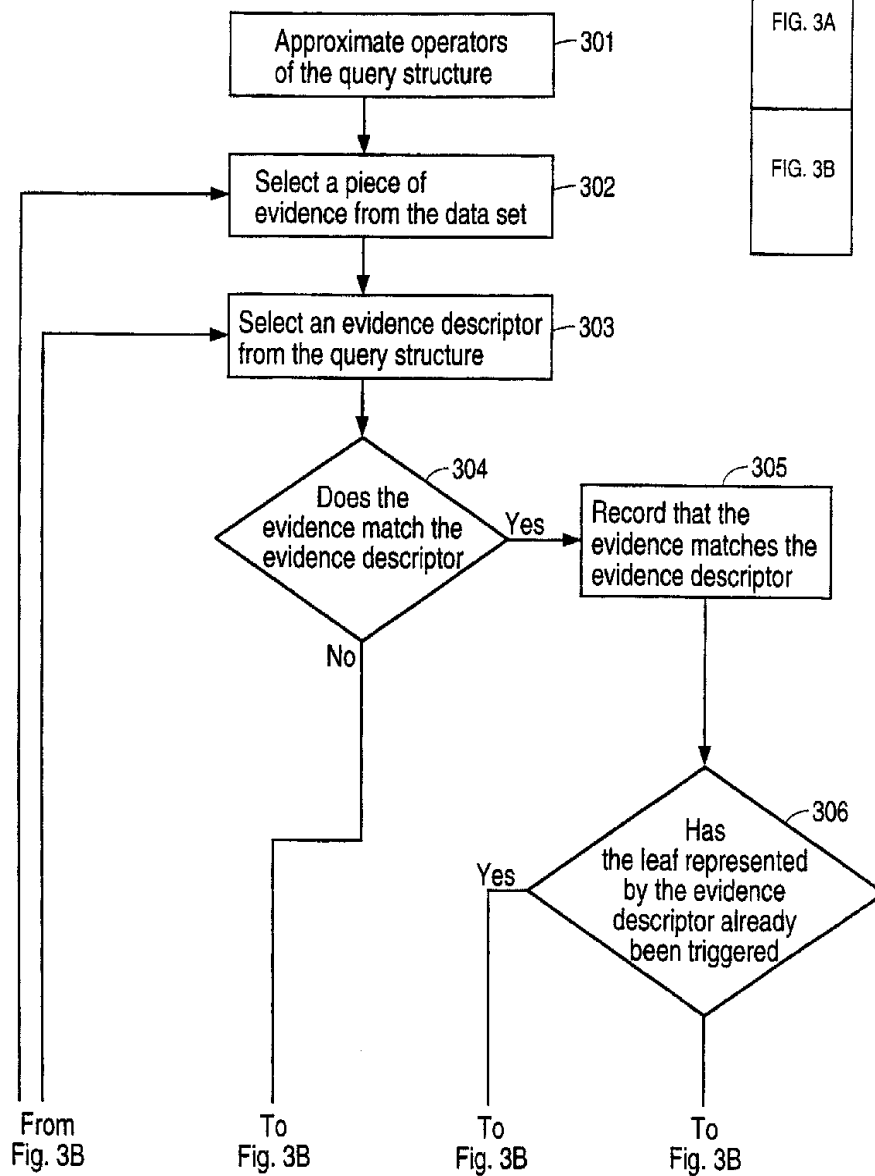 Approximate operators
of the query structure
301
FIG. 3A
Select a piece of
evidence from the data set
302
FIG. 3B
Select an evidence descriptor
from the query structure
303
304
Does the
evidence match the
evidence descriptor
Yes
No
305
Record that the
evidence matches the
evidence descriptor
306
Has
the leaf represented
by the evidence
descriptor already
been triggered
Yes
From
Fig. 3B
To
Fig. 3B
To
Fig. 3B
To
Fig. 3B